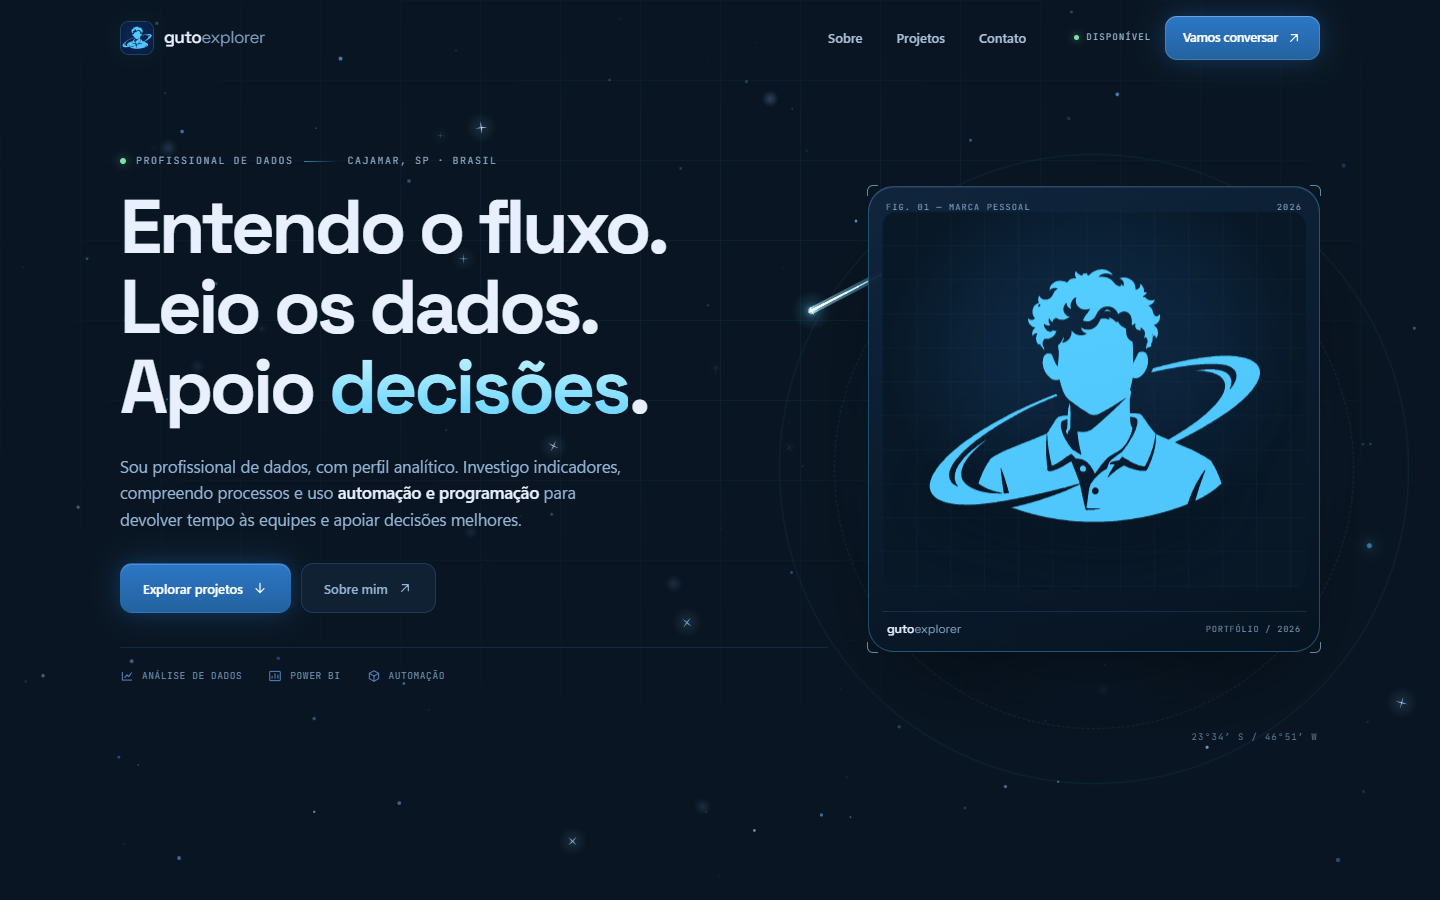 gutoexplorer
Sobre
Projetos
Contato
DISPONÍVEL
Vamos conversar
PROFISSIONAL DE DADOS
CAJAMAR, SP · BRASIL
Entendo o fluxo.
Leio os dados.
Apoio decisões.
Sou profissional de dados, com perfil analítico. Investigo indicadores,
compreendo processos e uso automação e programação para
devolver tempo às equipes e apoiar decisões melhores.
Explorar projetos
Sobre mim
ANÁLISE DE DADOS
POWER BI
AUTOMAÇÃO
FIG. 01 — MARCA PESSOAL
2026
gutoexplorer
PORTFÓLIO / 2026
23°34′ S / 46°51′ W